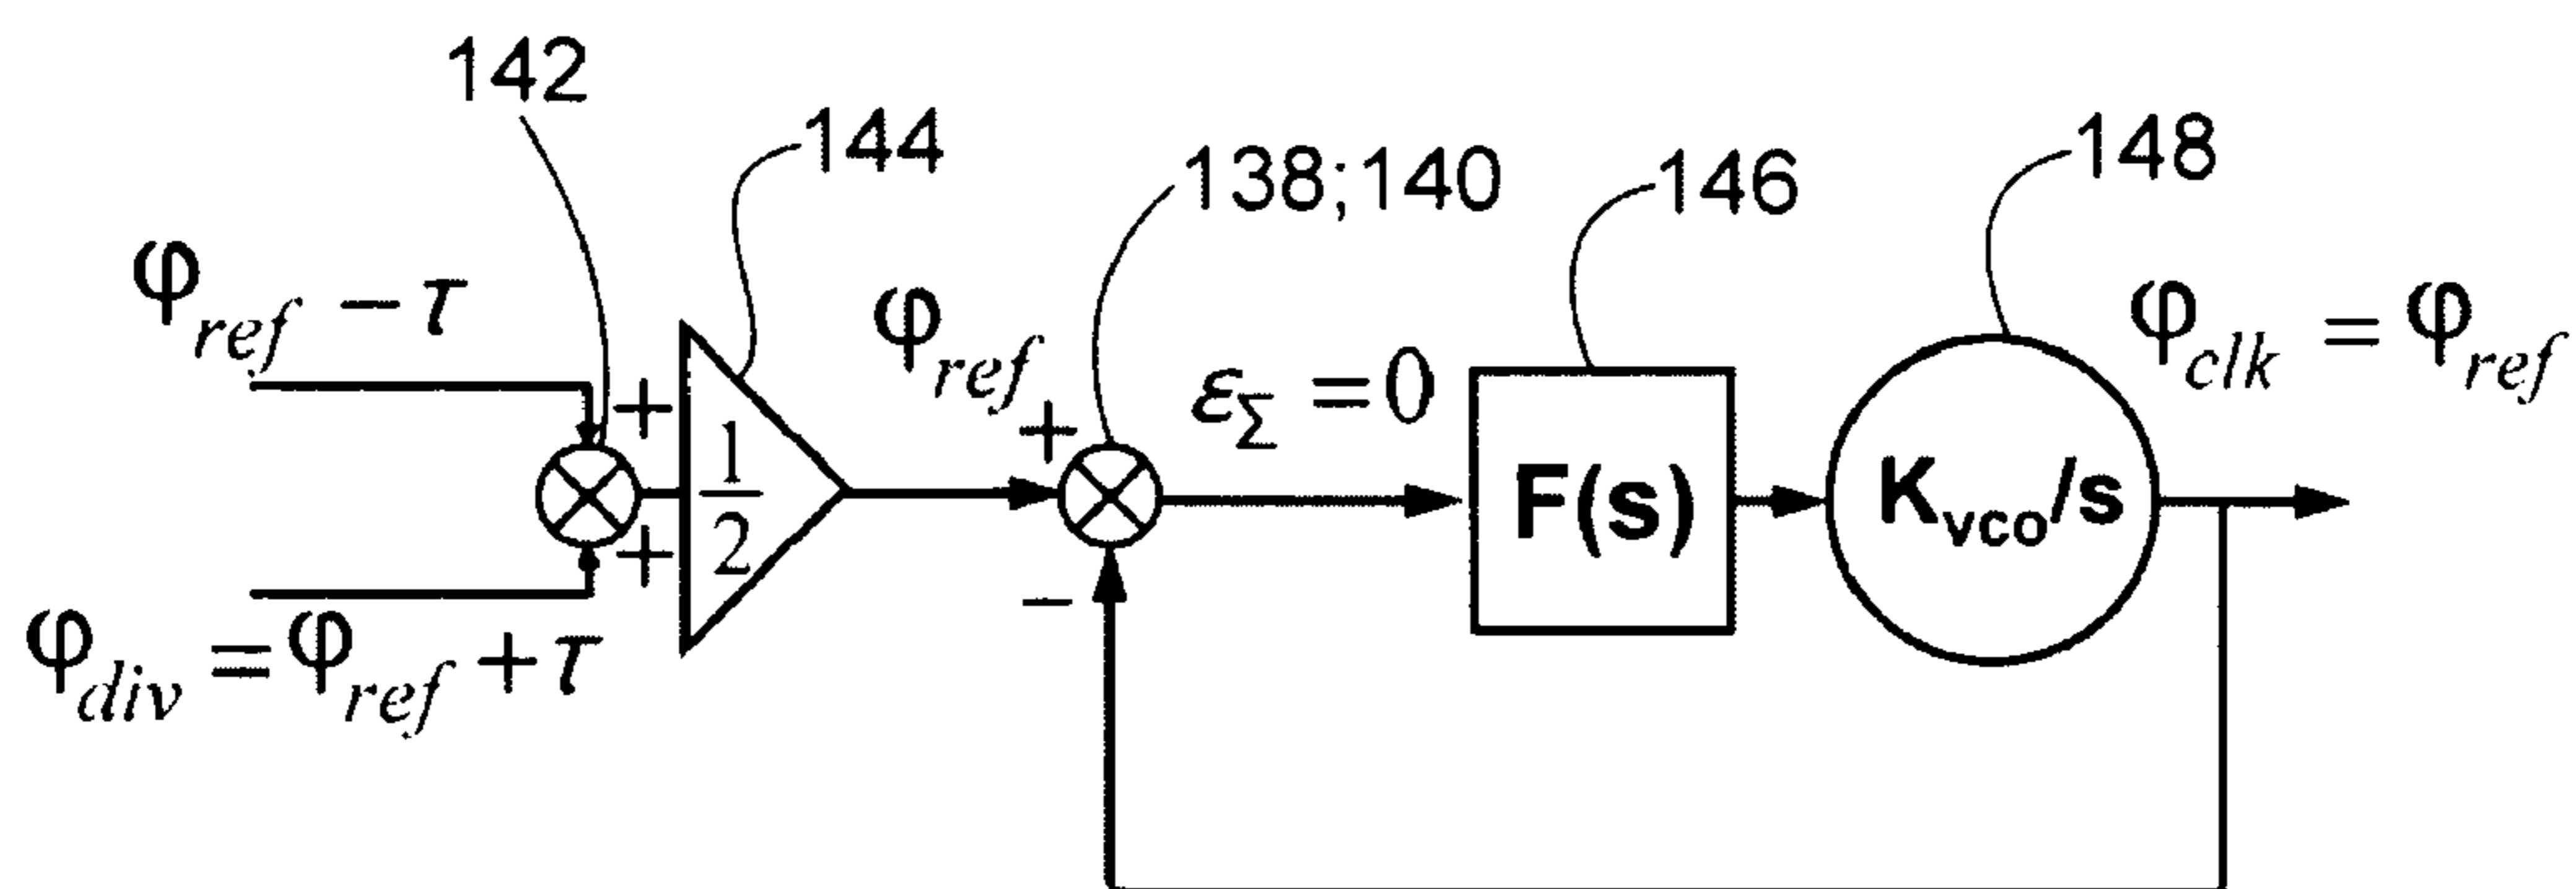 142
144
138;140
146
148
φref − τ
φref
εΣ = 0
φclk = φref
+
+
+
−
1/2
F(s)
Kvco/s
φdiv = φref + τ